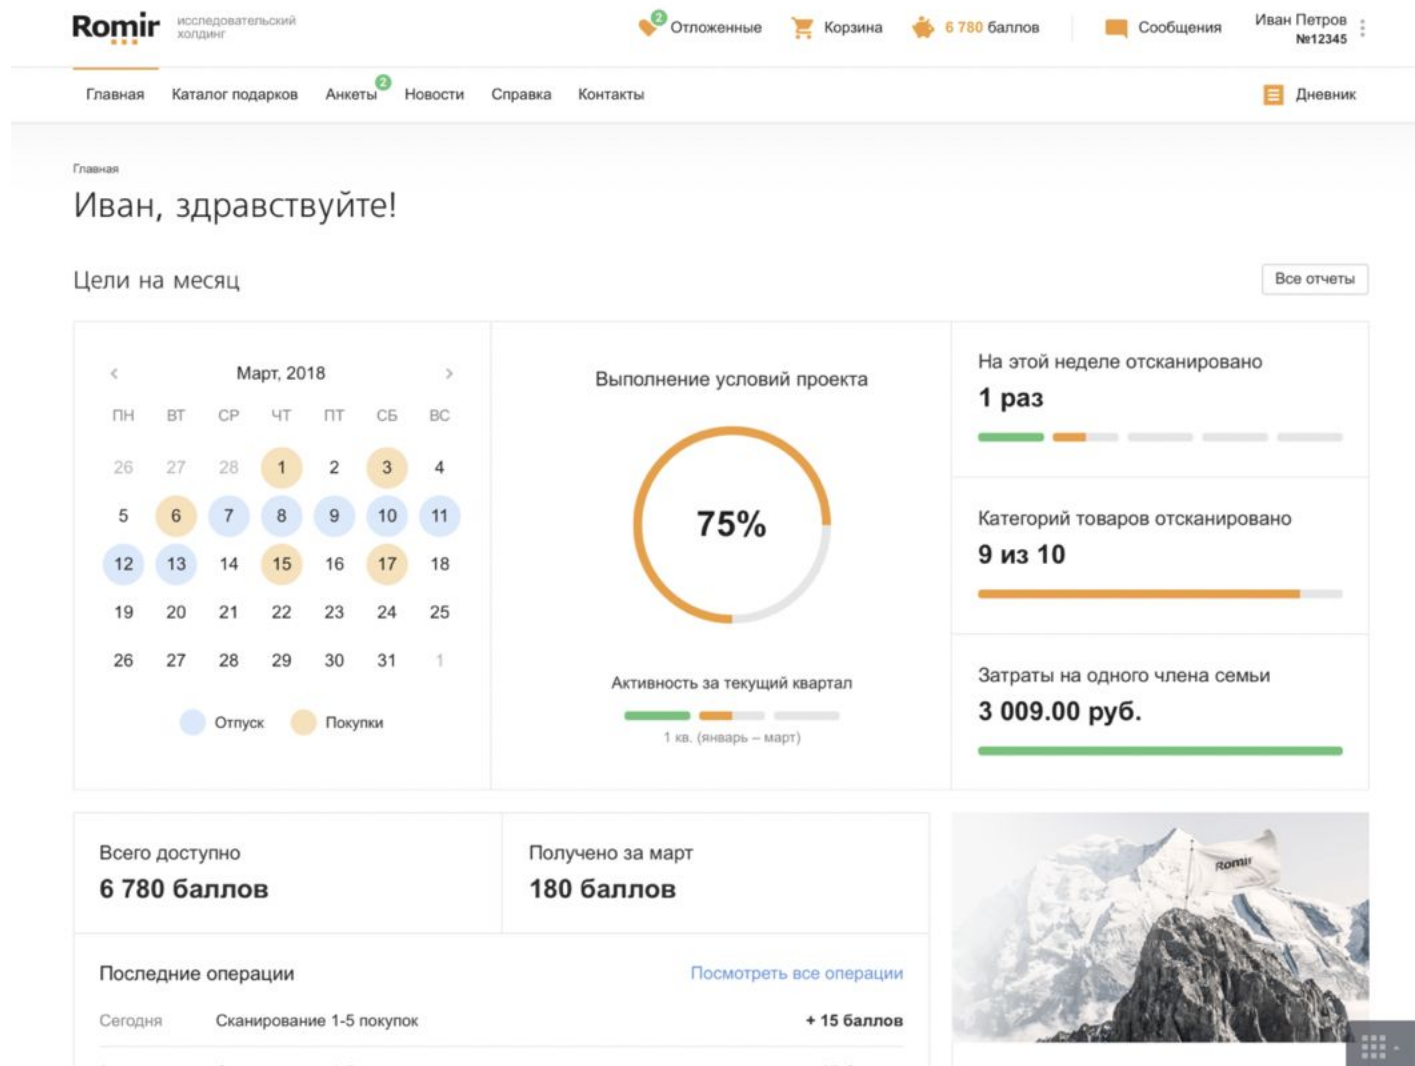 Romir
исследовательский
холдинг
2
Отложенные
Корзина
6 780 баллов
Сообщения
Иван Петров
№12345
Главная
Каталог подарков
Анкеты
2
Новости
Справка
Контакты
Дневник
Главная
Иван, здравствуйте!
Цели на месяц
Все отчеты
Март, 2018
ПН ВТ СР ЧТ ПТ СБ ВС
26 27 28 1 2 3 4
5 6 7 8 9 10 11
12 13 14 15 16 17 18
19 20 21 22 23 24 25
26 27 28 29 30 31 1
Отпуск
Покупки
Выполнение условий проекта
75%
Активность за текущий квартал
1 кв. (январь – март)
На этой неделе отсканировано
1 раз
Категорий товаров отсканировано
9 из 10
Затраты на одного члена семьи
3 009.00 руб.
Всего доступно
6 780 баллов
Получено за март
180 баллов
Последние операции
Посмотреть все операции
Сегодня Сканирование 1-5 покупок + 15 баллов
Romir